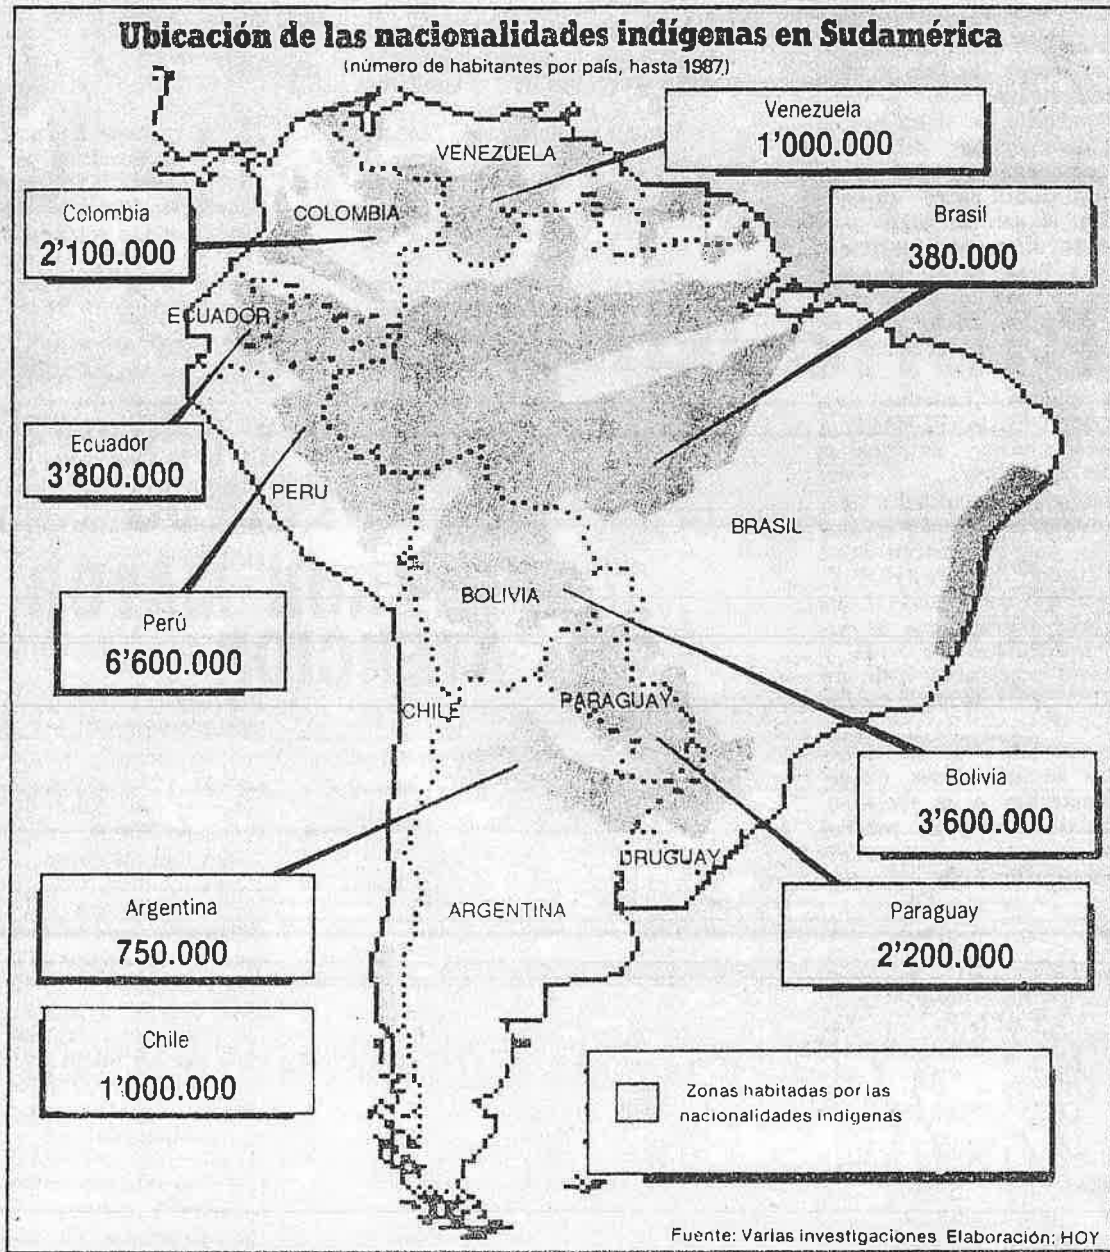 Ubicación de las nacionalidades indígenas en Sudamérica
(número de habitantes por país, hasta 1987)
Venezuela
1'000.000
VENEZUELA
Colombia
2'100.000
COLOMBIA
Brasil
380.000
ECUADOR
Ecuador
3'800.000
PERU
BRASIL
Perú
6'600.000
BOLIVIA
CHILE
PARAGUAY
Bolivia
3'600.000
URUGUAY
Argentina
750.000
ARGENTINA
Paraguay
2'200.000
Chile
1'000.000
Zonas habitadas por las
nacionalidades indígenas
Fuente: Varias investigaciones. Elaboración: HOY